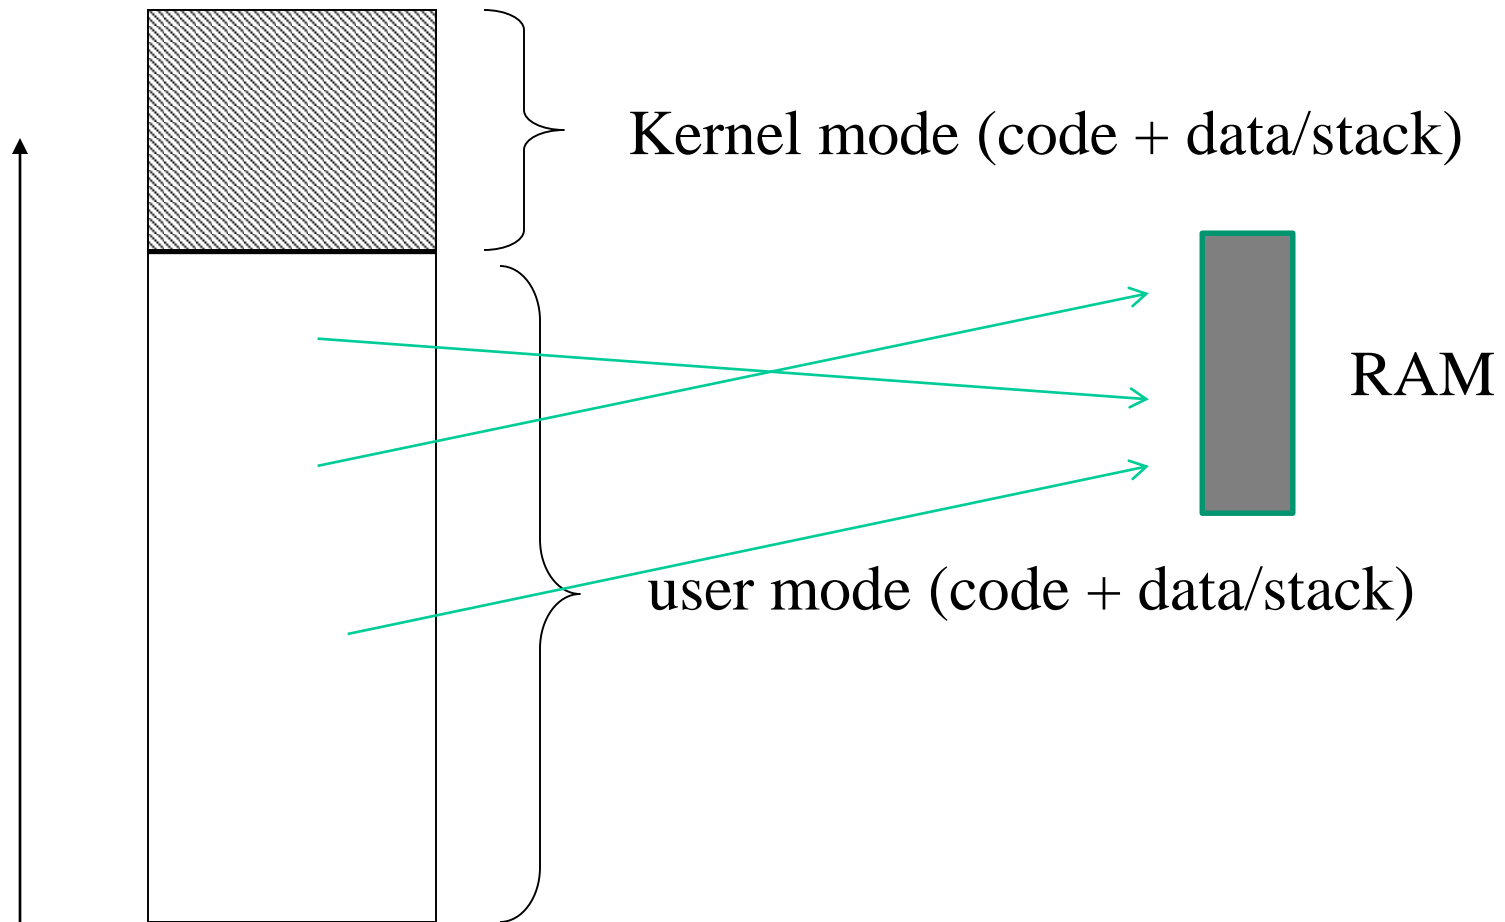 Kernel mode (code + data/stack)
RAM
user mode (code + data/stack)